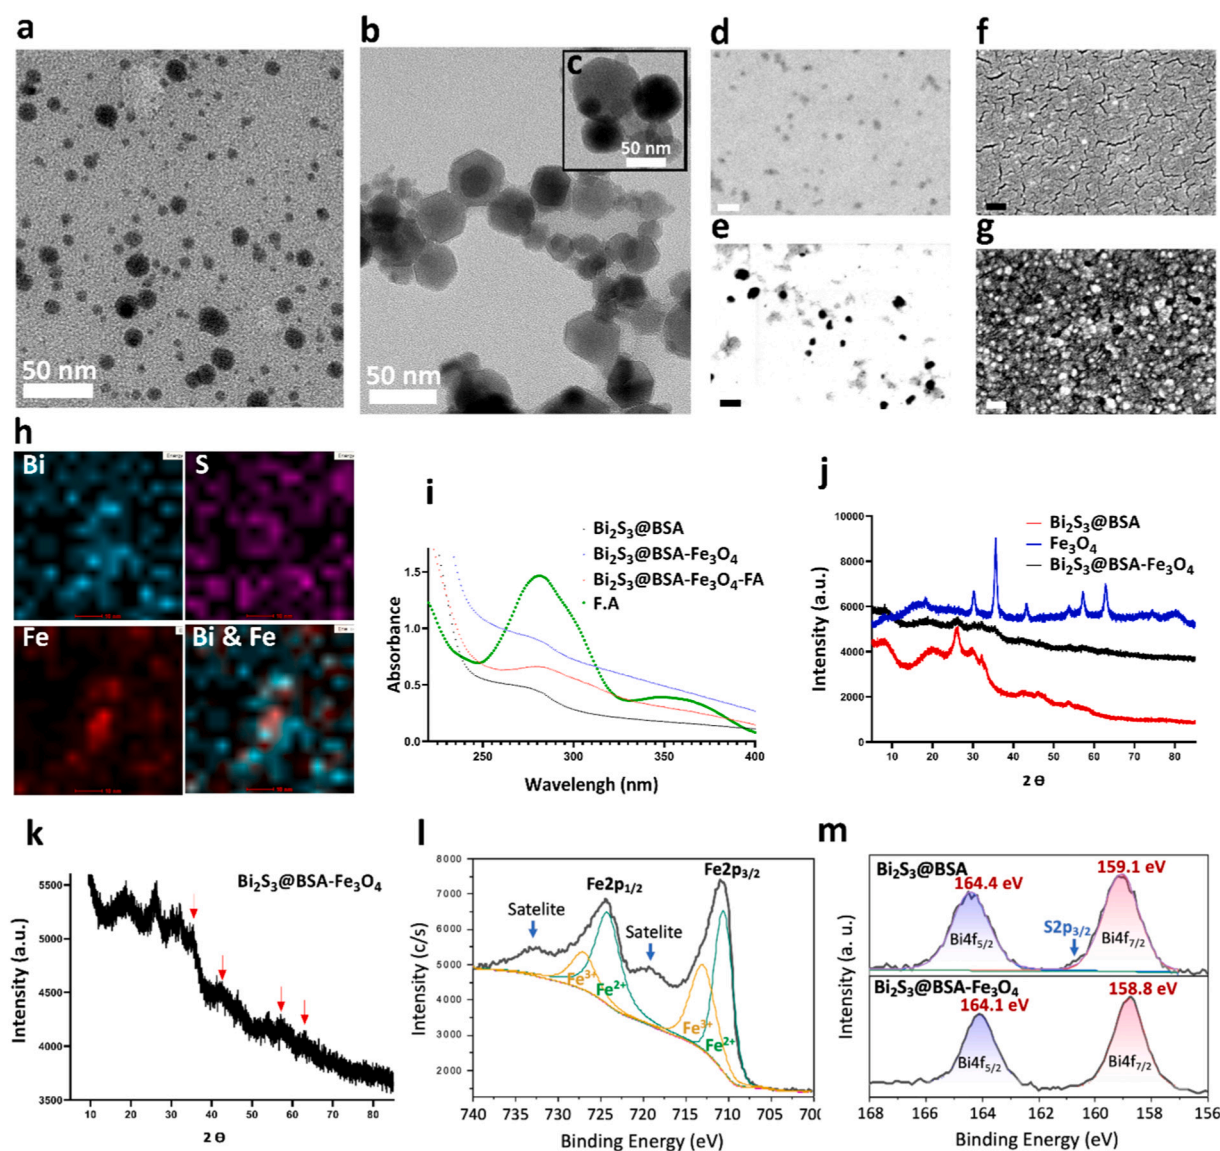 a
50 nm
b
50 nm
c
50 nm
d
e
f
g
h
Bi
S
Fe
Bi & Fe
i
Bi₂S₃@BSA
Bi₂S₃@BSA-Fe₃O₄
Bi₂S₃@BSA-Fe₃O₄-FA
F.A
Absorbance
1.5
1.0
0.5
0.0
250 300 350 400
Wavelengh (nm)
j
Bi₂S₃@BSA
Fe₃O₄
Bi₂S₃@BSA-Fe₃O₄
Intensity (a.u.)
10000
8000
6000
4000
2000
0
10 20 30 40 50 60 70 80
2 Θ
k
Bi₂S₃@BSA-Fe₃O₄
Intensity (a.u.)
5500
5000
4500
4000
3500
10 20 30 40 50 60 70 80
2 Θ
l
Fe2p₁/₂
Fe2p₃/₂
Satelite
Satelite
Fe³⁺
Fe²⁺
Fe³⁺
Fe²⁺
Intensity (c/s)
8000
7000
6000
5000
4000
3000
2000
740 735 730 725 720 715 710 705 700
Binding Energy (eV)
m
Bi₂S₃@BSA
164.4 eV
159.1 eV
S2p₃/₂
Bi4f₅/₂
Bi4f₇/₂
Bi₂S₃@BSA-Fe₃O₄
164.1 eV
158.8 eV
Bi4f₅/₂
Bi4f₇/₂
Intensity (a. u.)
168 166 164 162 160 158 156
Binding Energy (eV)